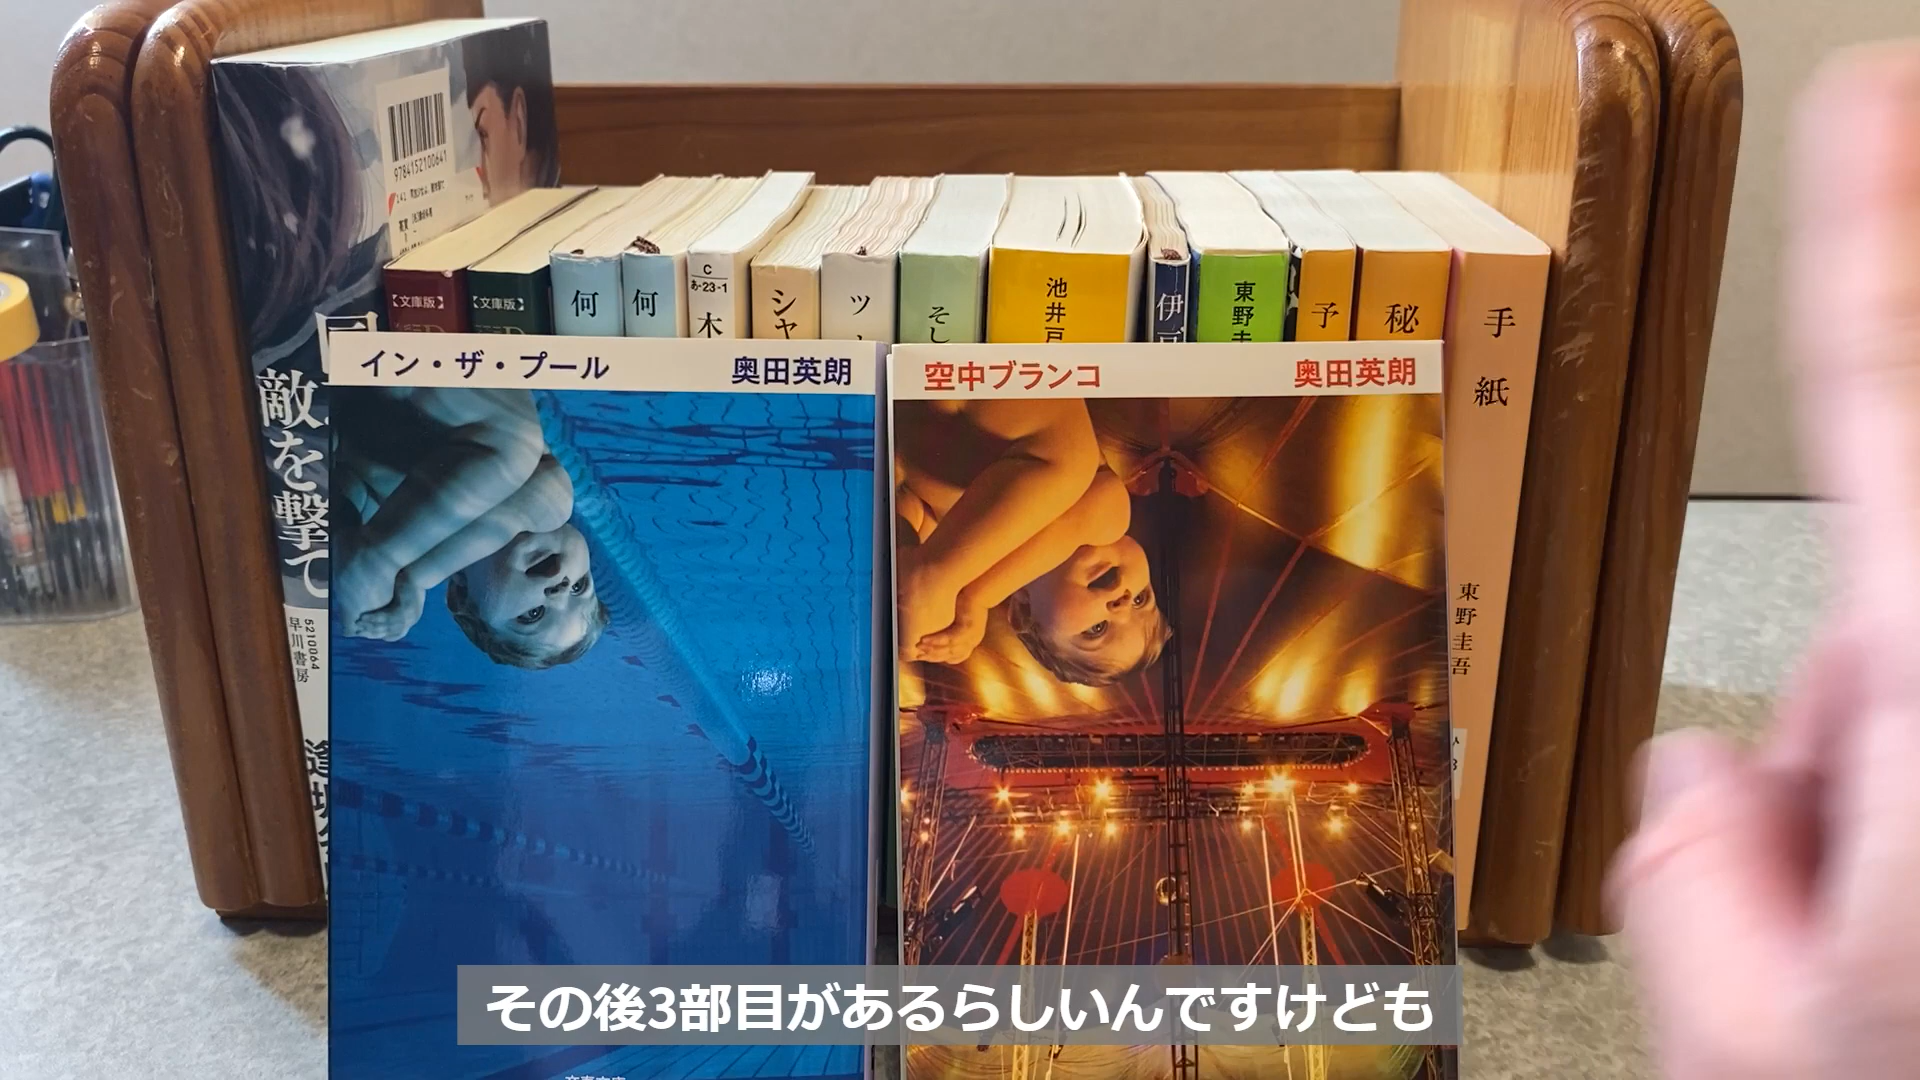 9784152100641
敵を撃て
5210064
早川書房
【文庫版】
【文庫版】
何
何
C
あ-23-1
木
シャ
ツ
そし
池井戸
伊
東野圭
予
秘
手紙
東野圭吾
イン・ザ・プール 奥田英朗
空中ブランコ 奥田英朗
その後3部目があるらしいんですけども